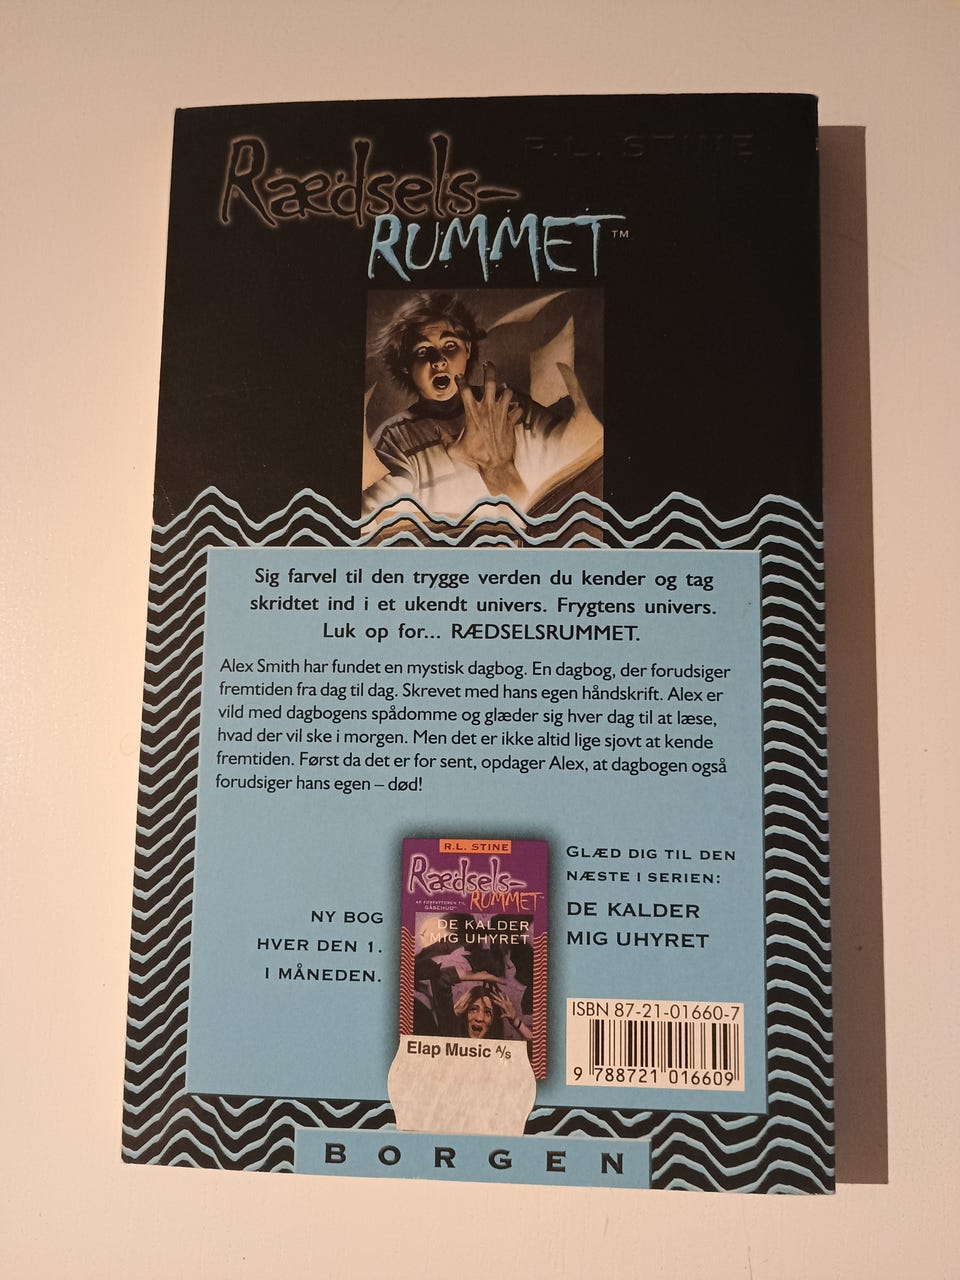 R.L. STINE
Rædsels-
RUMMET™
Sig farvel til den trygge verden du kender og tag
skridtet ind i et ukendt univers. Frygtens univers.
Luk op for... RÆDSELSRUMMET.
Alex Smith har fundet en mystisk dagbog. En dagbog, der forudsiger
fremtiden fra dag til dag. Skrevet med hans egen håndskrift. Alex er
vild med dagbogens spådomme og glæder sig hver dag til at læse,
hvad der vil ske i morgen. Men det er ikke altid lige sjovt at kende
fremtiden. Først da det er for sent, opdager Alex, at dagbogen også
forudsiger hans egen – død!
NY BOG
HVER DEN 1.
I MÅNEDEN.
R.L. STINE
Rædsels-
RUMMET™
AF FORFATTEREN TIL
GÅSEHUD™
DE KALDER
MIG UHYRET
Elap Music A/s
GLÆD DIG TIL DEN
NÆSTE I SERIEN:
DE KALDER
MIG UHYRET
ISBN 87-21-01660-7
9 788721 016609
BORGEN